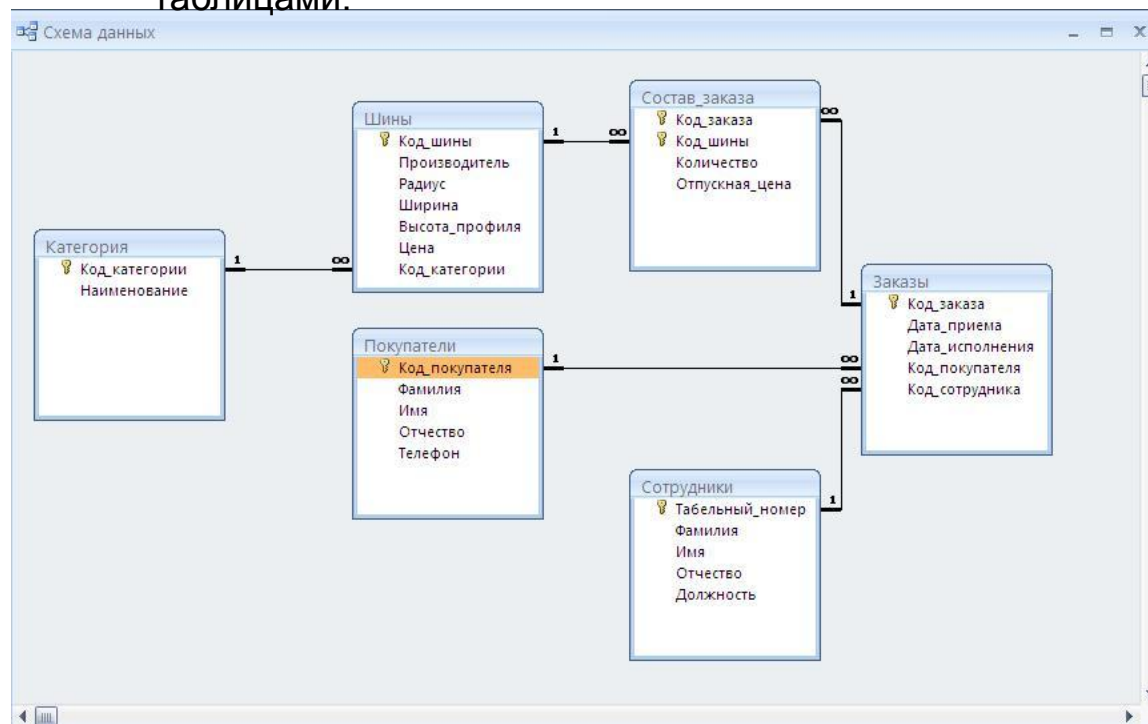 таблицами.
Схема данных
Категория
Код_категории
Наименование
1
∞
Шины
Код_шины
Производитель
Радиус
Ширина
Высота_профиля
Цена
Код_категории
1
∞
Состав_заказа
Код_заказа
Код_шины
Количество
Отпускная_цена
∞
1
Заказы
Код_заказа
Дата_приема
Дата_исполнения
Код_покупателя
Код_сотрудника
Покупатели
Код_покупателя
Фамилия
Имя
Отчество
Телефон
1
∞
∞
Сотрудники
Табельный_номер
Фамилия
Имя
Отчество
Должность
1